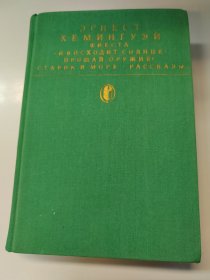 ЭРНЕСТ
ХЕМИНГУЭЙ
ФИЕСТА
(И ВОСХОДИТ СОЛНЦЕ)
ПРОЩАЙ, ОРУЖИЕ!
СТАРИК И МОРЕ · РАССКАЗЫ